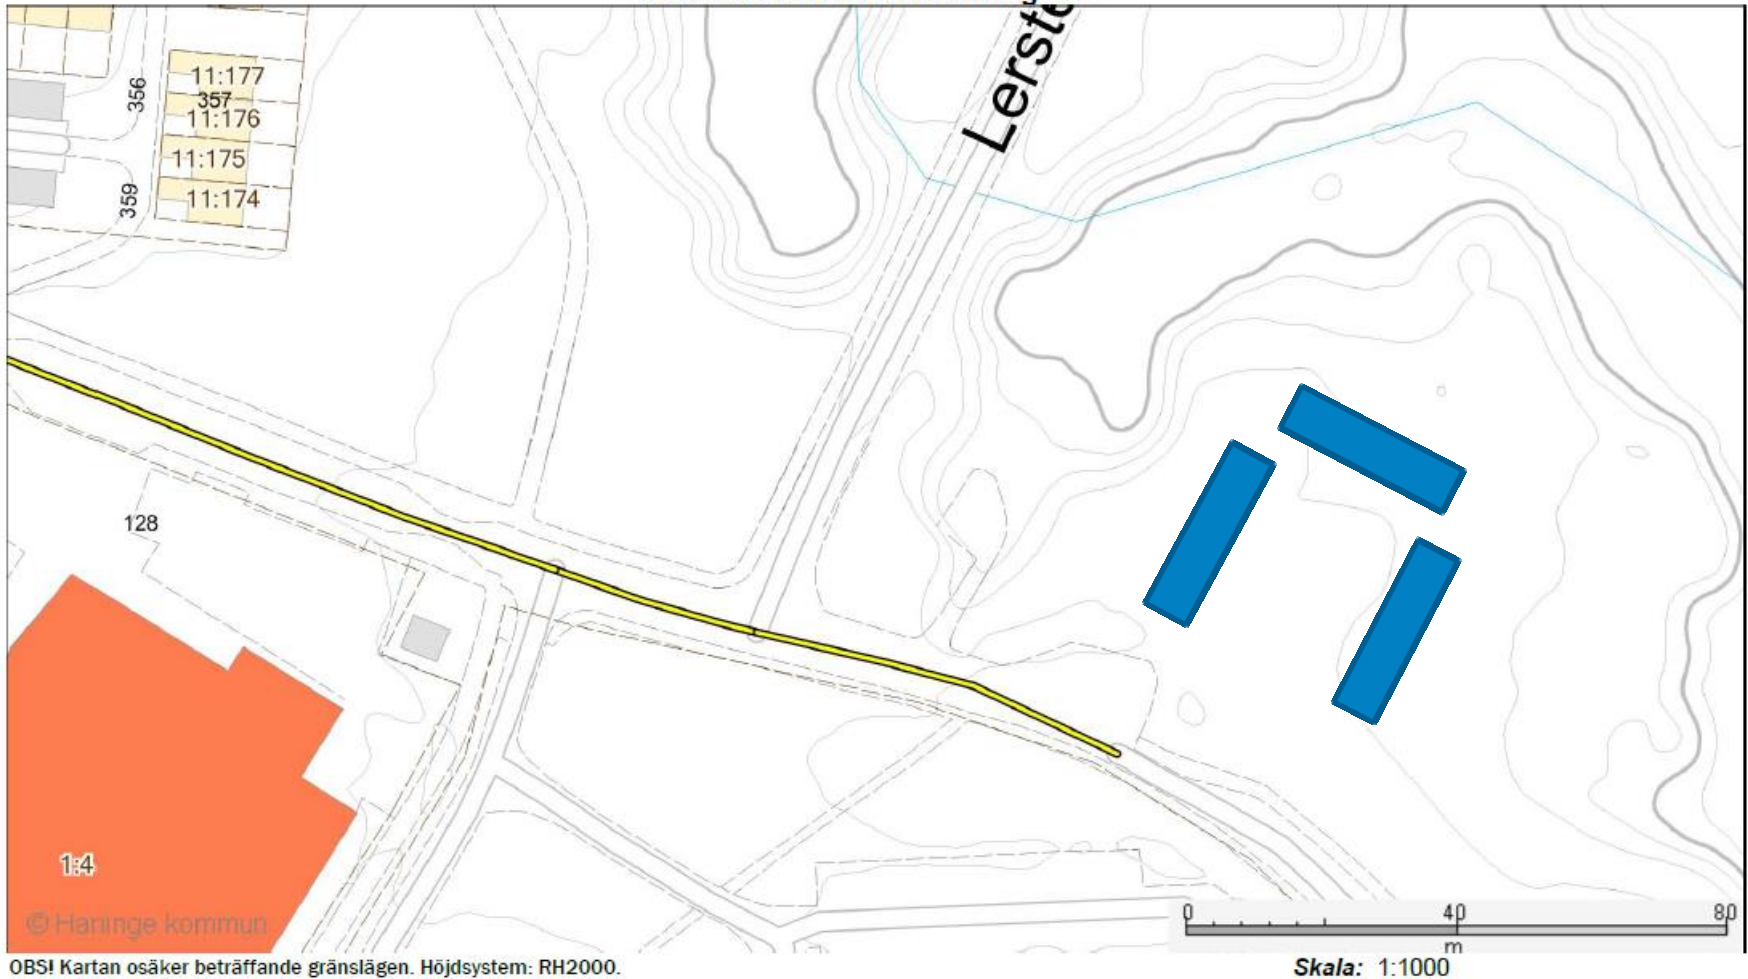 Lerste
11:177
356
357
11:176
11:175
359
11:174
128
1:4
© Haninge kommun
0 40 80
m
OBS! Kartan osäker beträffande gränslägen. Höjdsystem: RH2000.
Skala: 1:1000